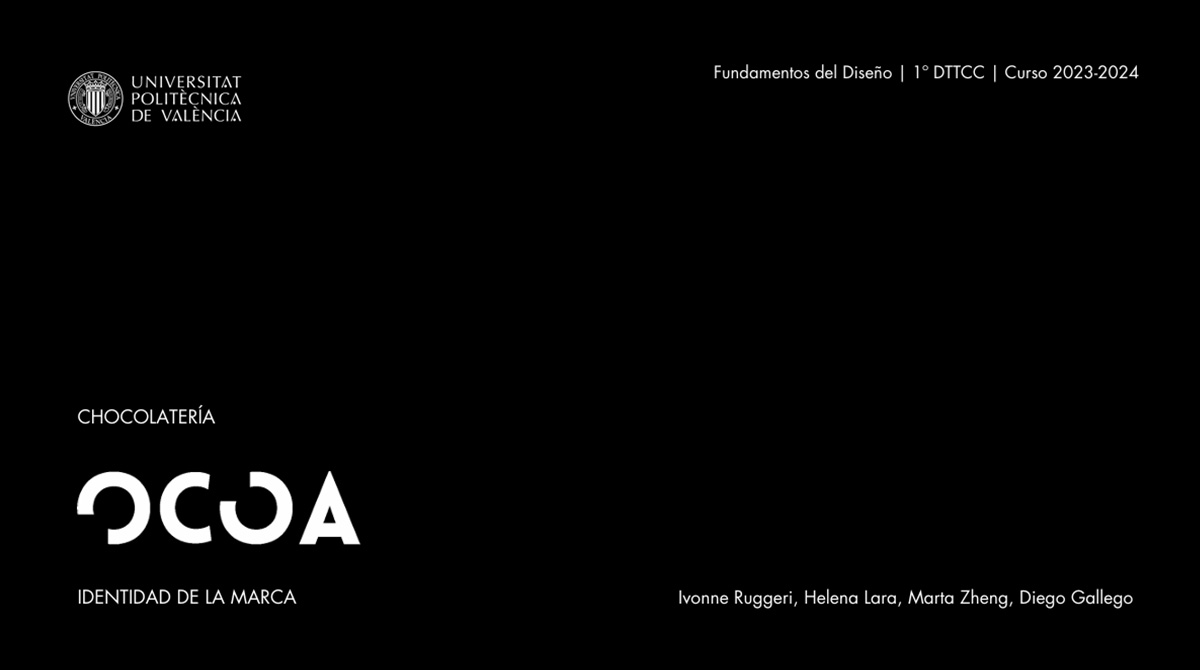 UNIVERSITAT
POLITÈCNICA
DE VALÈNCIA
Fundamentos del Diseño | 1º DTTCC | Curso 2023-2024
CHOCOLATERÍA
OCOA
IDENTIDAD DE LA MARCA
Ivonne Ruggeri, Helena Lara, Marta Zheng, Diego Gallego